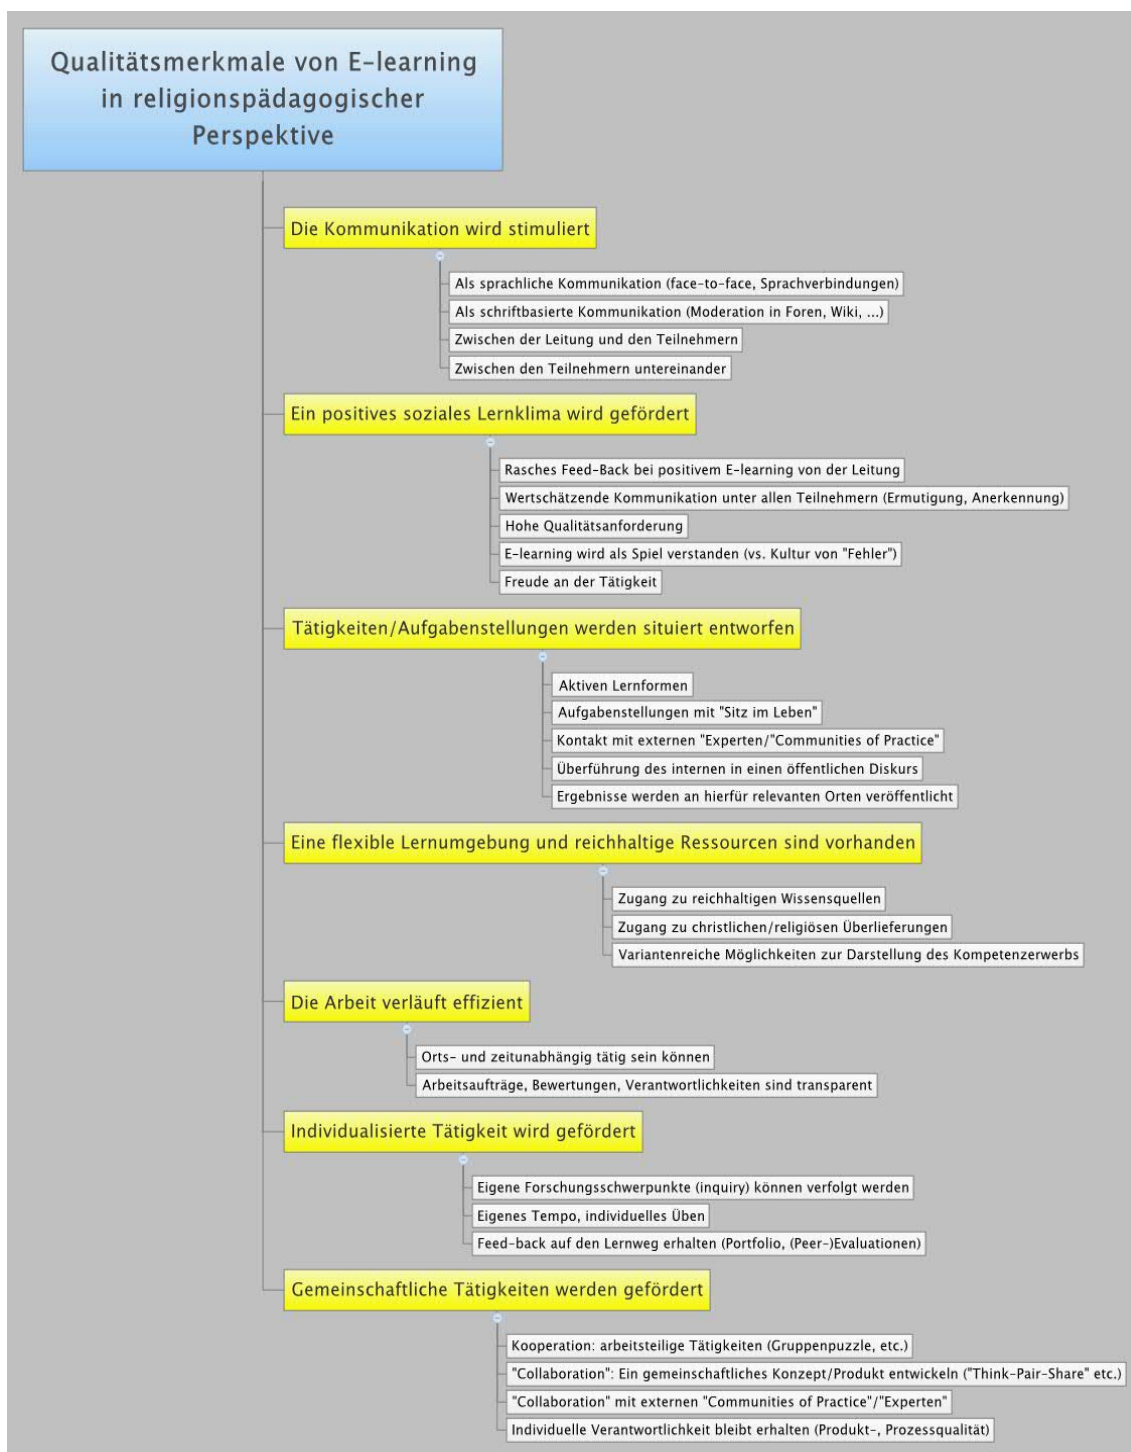 Qualitätsmerkmale von E-learning
in religionspädagogischer
Perspektive
Die Kommunikation wird stimuliert
Als sprachliche Kommunikation (face-to-face, Sprachverbindungen)
Als schriftbasierte Kommunikation (Moderation in Foren, Wiki, ...)
Zwischen der Leitung und den Teilnehmern
Zwischen den Teilnehmern untereinander
Ein positives soziales Lernklima wird gefördert
Rasches Feed-Back bei positivem E-learning von der Leitung
Wertschätzende Kommunikation unter allen Teilnehmern (Ermutigung, Anerkennung)
Hohe Qualitätsanforderung
E-learning wird als Spiel verstanden (vs. Kultur von "Fehler")
Freude an der Tätigkeit
Tätigkeiten/Aufgabenstellungen werden situiert entworfen
Aktiven Lernformen
Aufgabenstellungen mit "Sitz im Leben"
Kontakt mit externen "Experten/"Communities of Practice"
Überführung des internen in einen öffentlichen Diskurs
Ergebnisse werden an hierfür relevanten Orten veröffentlicht
Eine flexible Lernumgebung und reichhaltige Ressourcen sind vorhanden
Zugang zu reichhaltigen Wissensquellen
Zugang zu christlichen/religiösen Überlieferungen
Variantenreiche Möglichkeiten zur Darstellung des Kompetenzerwerbs
Die Arbeit verläuft effizient
Orts- und zeitunabhängig tätig sein können
Arbeitsaufträge, Bewertungen, Verantwortlichkeiten sind transparent
Individualisierte Tätigkeit wird gefördert
Eigene Forschungsschwerpunkte (inquiry) können verfolgt werden
Eigenes Tempo, individuelles Üben
Feed-back auf den Lernweg erhalten (Portfolio, (Peer-)Evaluationen)
Gemeinschaftliche Tätigkeiten werden gefördert
Kooperation: arbeitsteilige Tätigkeiten (Gruppenpuzzle, etc.)
"Collaboration": Ein gemeinschaftliches Konzept/Produkt entwickeln ("Think-Pair-Share" etc.)
"Collaboration" mit externen "Communities of Practice"/"Experten"
Individuelle Verantwortlichkeit bleibt erhalten (Produkt-, Prozessqualität)